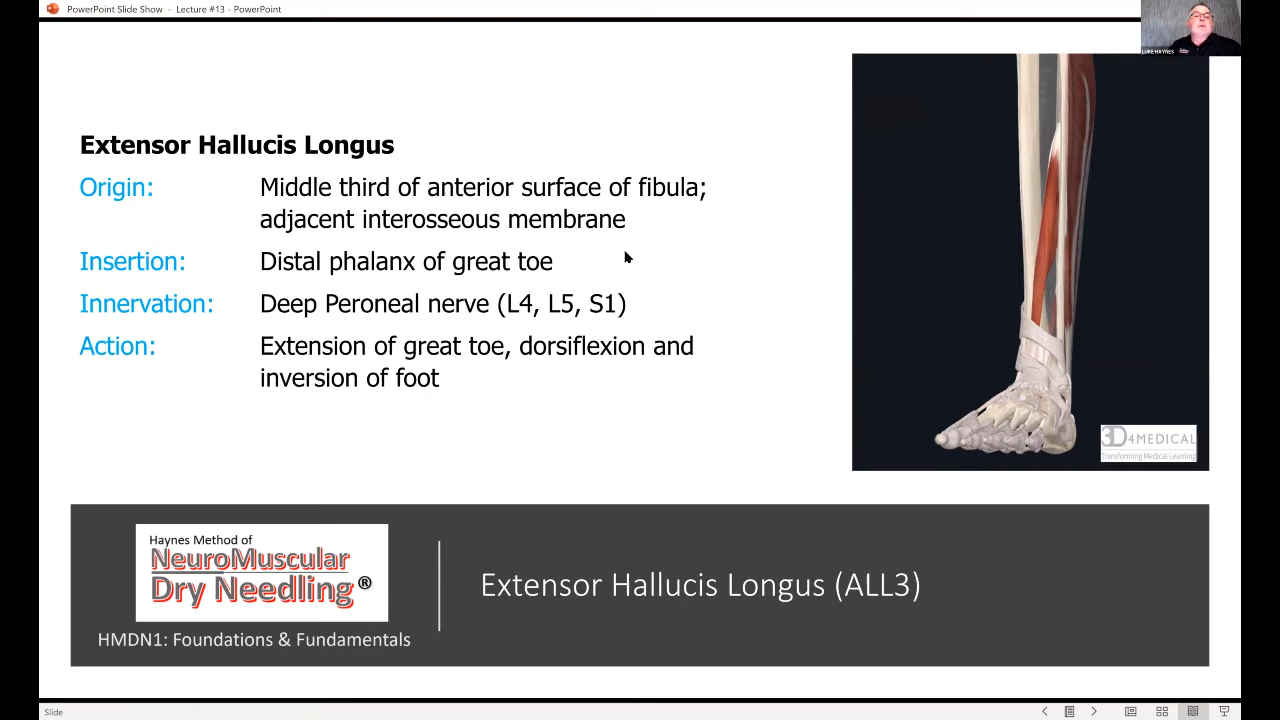 PowerPoint Slide Show - Lecture #13 - PowerPoint
LUKE HAYNES
Extensor Hallucis Longus
Origin: Middle third of anterior surface of fibula;
adjacent interosseous membrane
Insertion: Distal phalanx of great toe
Innervation: Deep Peroneal nerve (L4, L5, S1)
Action: Extension of great toe, dorsiflexion and
inversion of foot
3D4MEDICAL
Transforming Medical Learning
Haynes Method of
NeuroMuscular
Dry Needling®
HMDN1: Foundations & Fundamentals
Extensor Hallucis Longus (ALL3)
Slide